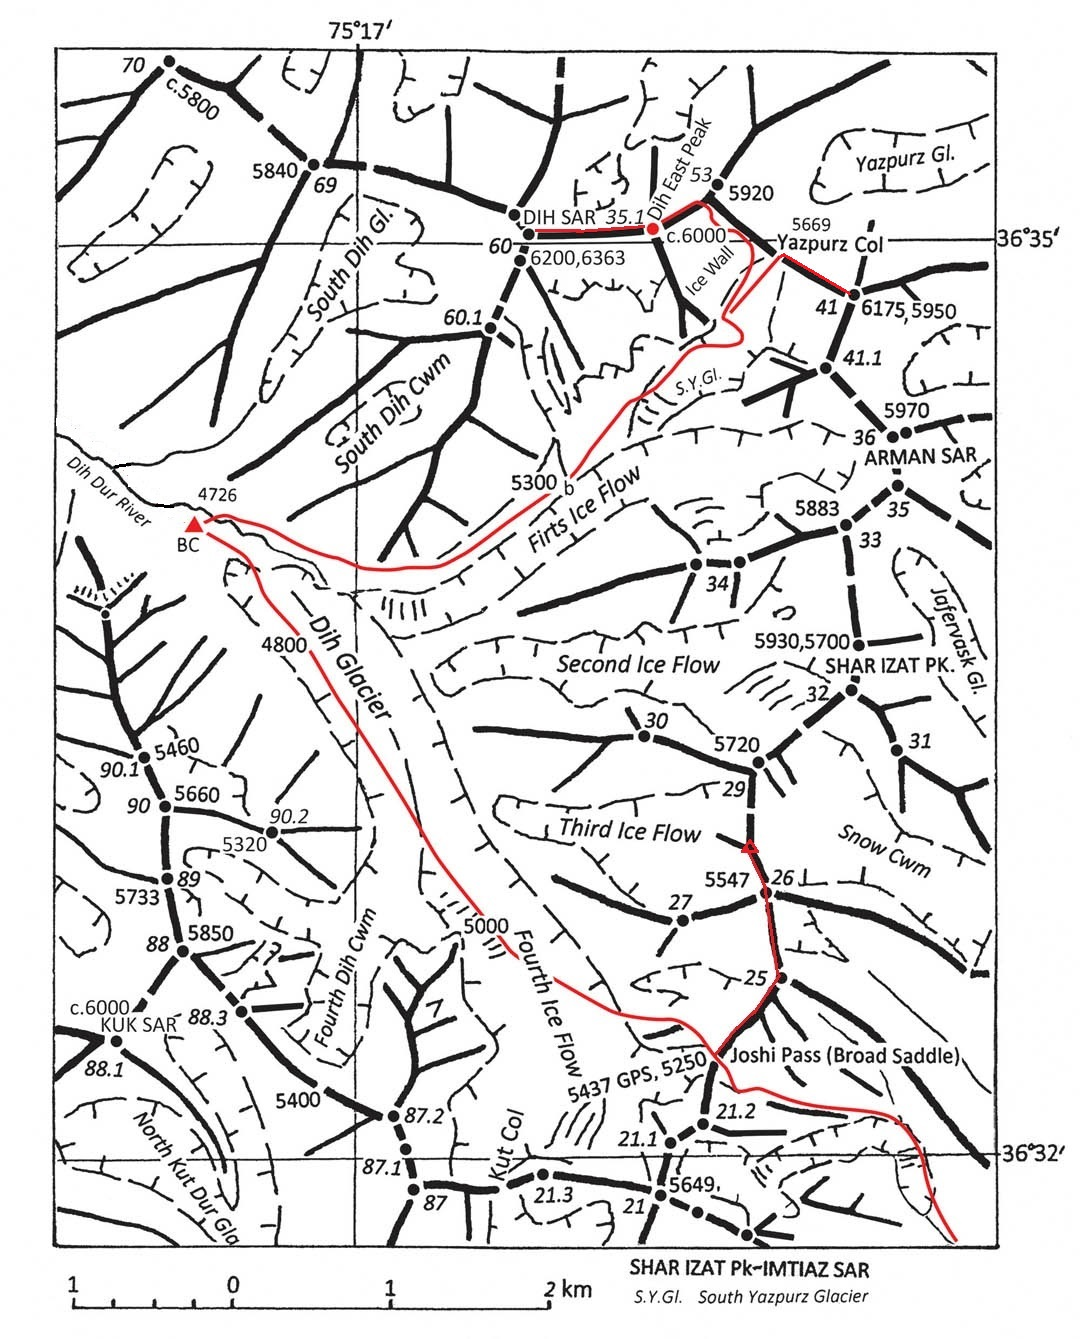 75°17′
70
c.5800
5840
69
South Dih Gl.
DIH SAR
35.1
Dih East Peak
53
5920
Yazpurz Gl.
5669
Yazpurz Col
36°35′
60
6200,6363
c.6000
Ice Wall
41
6175,5950
60.1
41.1
South Dih Cwm
S.Y.Gl.
5970
36
ARMAN SAR
Dih Dur River
4726
BC
5300
b
Firts Ice Flow
35
5883
33
34
4800
Dih Glacier
Second Ice Flow
5930,5700
SHAR IZAT PK.
Jafervask Gl.
32
30
5720
31
29
5460
90.1
90
5660
90.2
5320
Third Ice Flow
Snow Cwm
5547
26
89
5733
27
88
5850
5000
Fourth Dih Cwm
Fourth Ice Flow
25
c.6000
KUK SAR
88.3
88.1
Joshi Pass (Broad Saddle)
5437 GPS, 5250
5400
87.2
21.2
21.1
North Kut Dur Gla
87.1
Kut Col
36°32′
87
21.3
5649,
21
SHAR IZAT Pk–IMTIAZ SAR
S.Y.Gl. South Yazpurz Glacier
1 0 1 2 km